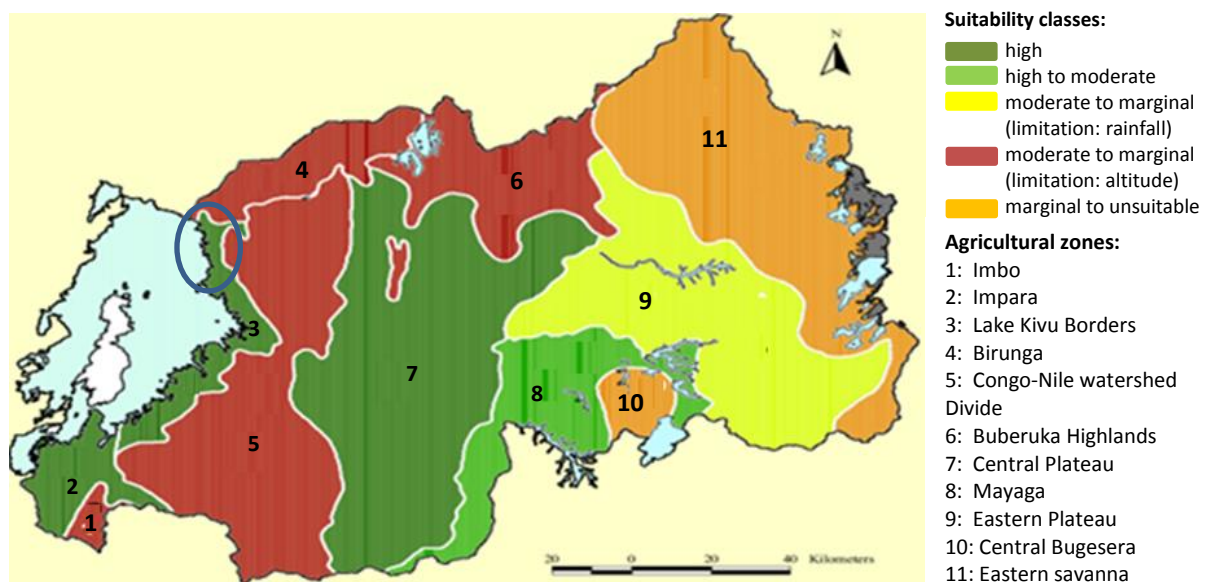 N
11
4
6
9
3
7
8
10
5
2
1
20 0 20 40 Kilometers
Suitability classes:
high
high to moderate
moderate to marginal
(limitation: rainfall)
moderate to marginal
(limitation: altitude)
marginal to unsuitable
Agricultural zones:
1: Imbo
2: Impara
3: Lake Kivu Borders
4: Birunga
5: Congo-Nile watershed
Divide
6: Buberuka Highlands
7: Central Plateau
8: Mayaga
9: Eastern Plateau
10: Central Bugesera
11: Eastern savanna